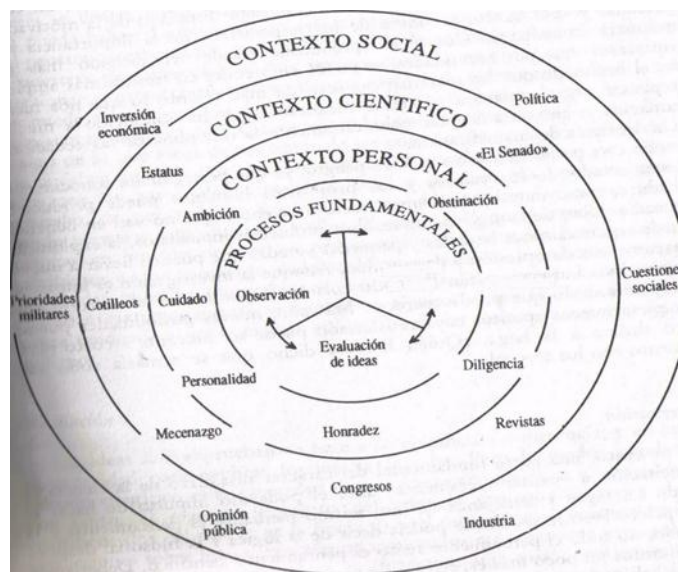 CONTEXTO SOCIAL
Inversión
económica
Política
CONTEXTO CIENTIFICO
Estatus
«El Senado»
CONTEXTO PERSONAL
Ambición
Obstinación
PROCESOS FUNDAMENTALES
Prioridades
militares
Cotilleos
Cuidado
Observación
Cuestiones
sociales
Evaluación
de ideas
Personalidad
Diligencia
Mecenazgo
Honradez
Revistas
Congresos
Opinión
pública
Industria